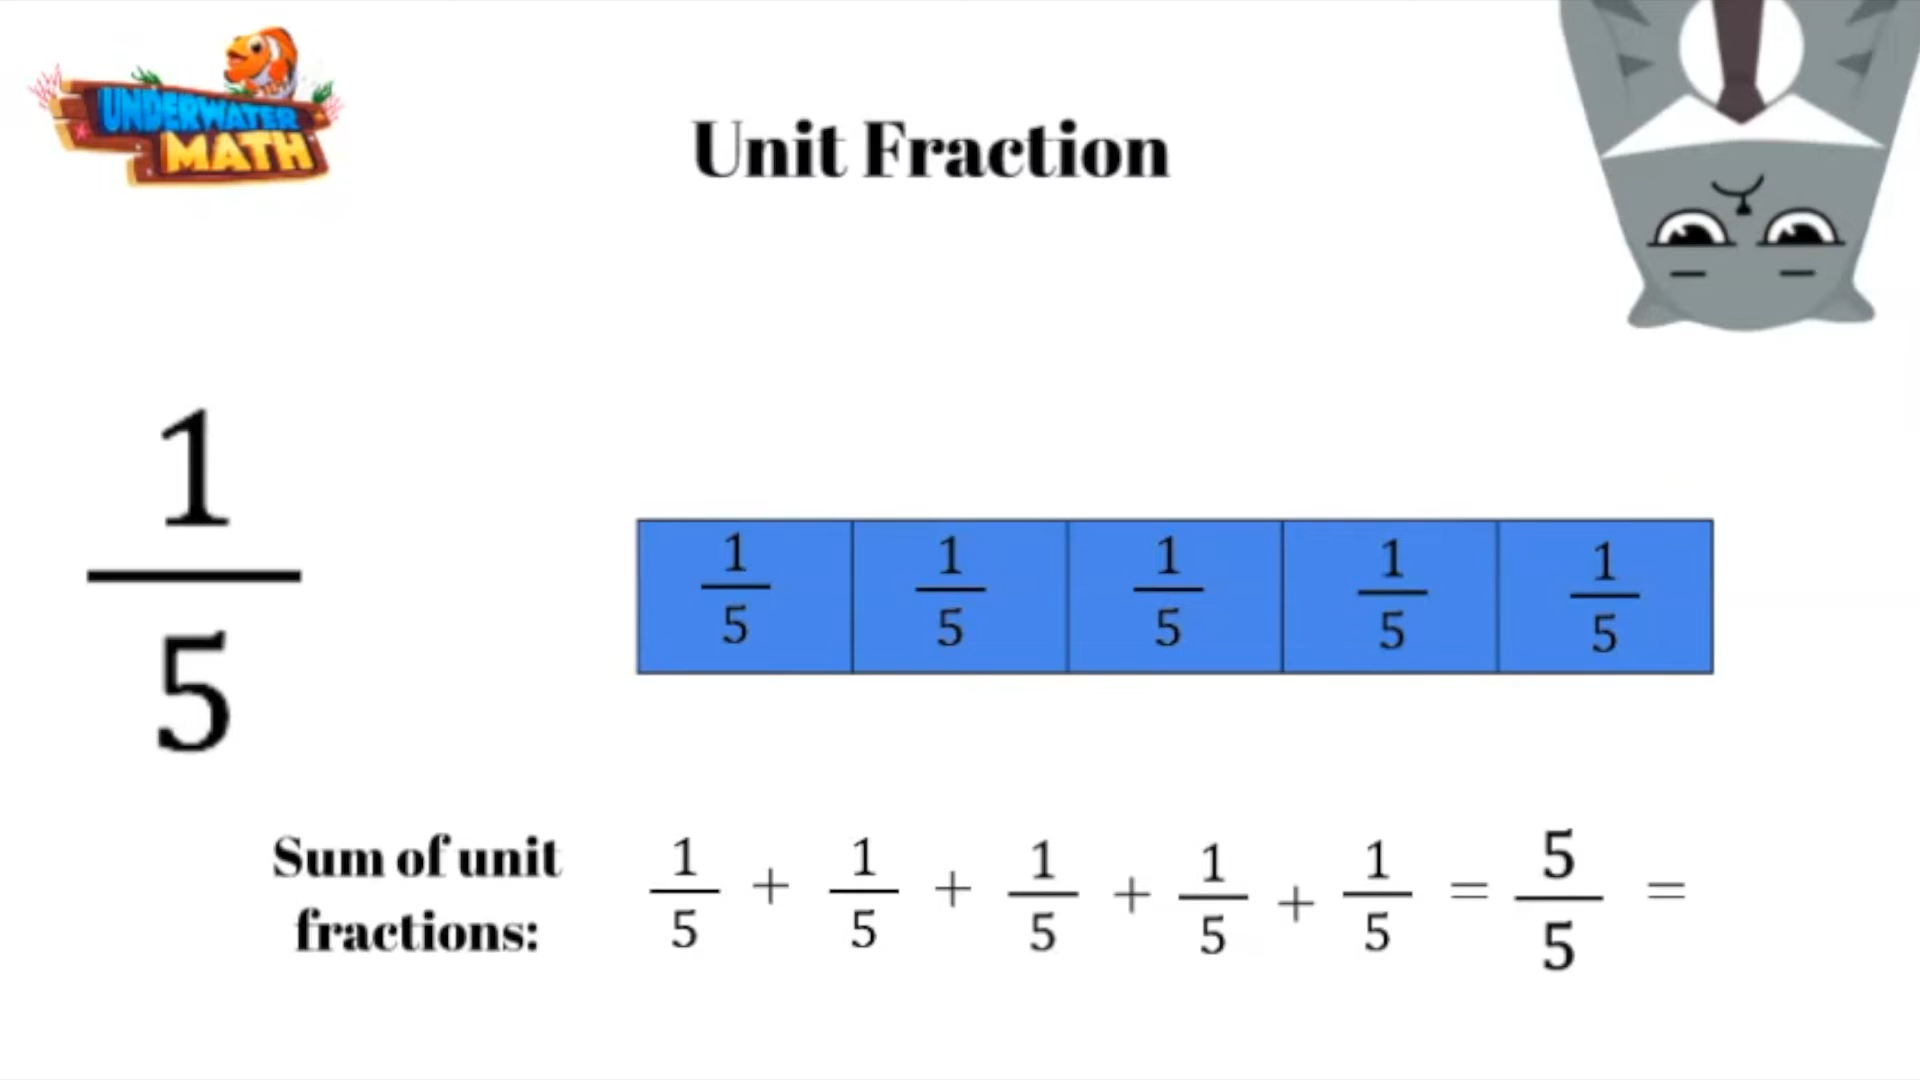 UNDERWATER
MATH
Unit Fraction
1
5
1 1 1 1 1
5 5 5 5 5
Sum of unit
fractions:
1/5 + 1/5 + 1/5 + 1/5 + 1/5 = 5/5 =